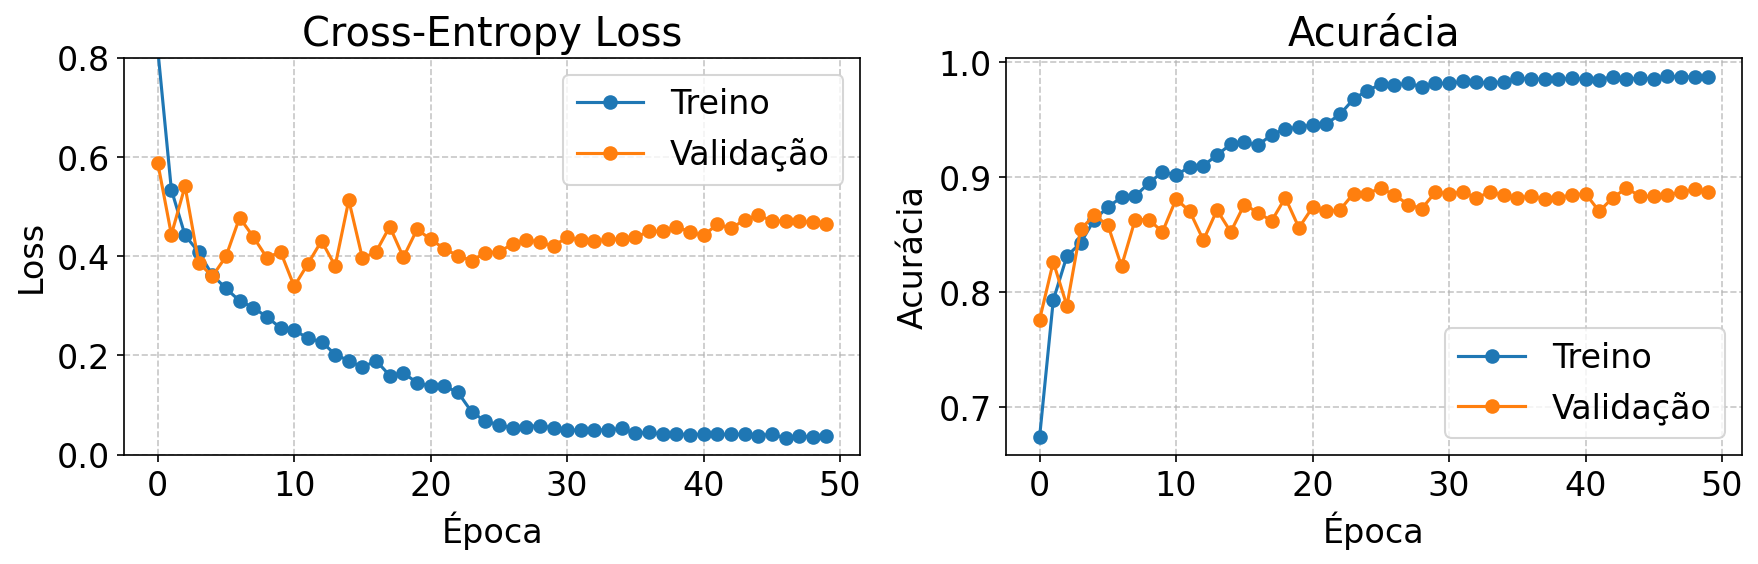 Cross-Entropy Loss
0.8
0.6
0.4
0.2
0.0
Loss
Treino
Validação
0 10 20 30 40 50
Época
Acurácia
1.0
0.9
0.8
0.7
Acurácia
Treino
Validação
0 10 20 30 40 50
Época